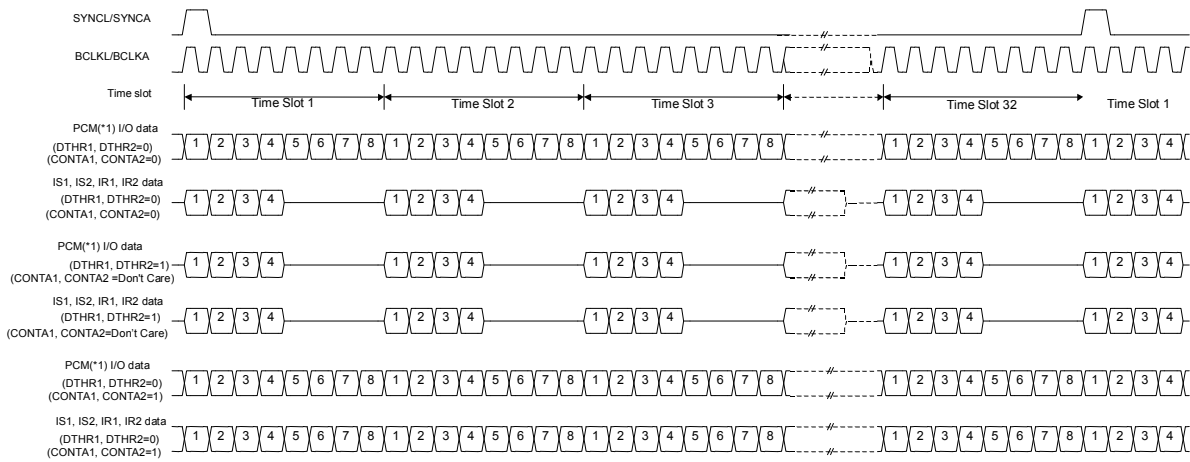 SYNCL/SYNCA
BCLKL/BCLKA
Time slot
Time Slot 1 Time Slot 2 Time Slot 3 Time Slot 32 Time Slot 1
PCM(*1) I/O data
(DTHR1, DTHR2=0)
(CONTA1, CONTA2=0)
1 2 3 4 5 6 7 8 1 2 3 4 5 6 7 8 1 2 3 4 5 6 7 8 1 2 3 4 5 6 7 8 1 2 3 4
IS1, IS2, IR1, IR2 data
(DTHR1, DTHR2=0)
(CONTA1, CONTA2=0)
1 2 3 4 1 2 3 4 1 2 3 4 1 2 3 4 1 2 3 4
PCM(*1) I/O data
(DTHR1, DTHR2=1)
(CONTA1, CONTA2 =Don't Care)
1 2 3 4 1 2 3 4 1 2 3 4 1 2 3 4 1 2 3 4
IS1, IS2, IR1, IR2 data
(DTHR1, DTHR2=1)
(CONTA1, CONTA2=Don't Care)
1 2 3 4 1 2 3 4 1 2 3 4 1 2 3 4 1 2 3 4
PCM(*1) I/O data
(DTHR1, DTHR2=0)
(CONTA1, CONTA2=1)
1 2 3 4 5 6 7 8 1 2 3 4 5 6 7 8 1 2 3 4 5 6 7 8 1 2 3 4 5 6 7 8 1 2 3 4
IS1, IS2, IR1, IR2 data
(DTHR1, DTHR2=0)
(CONTA1, CONTA2=1)
1 2 3 4 5 6 7 8 1 2 3 4 5 6 7 8 1 2 3 4 5 6 7 8 1 2 3 4 5 6 7 8 1 2 3 4